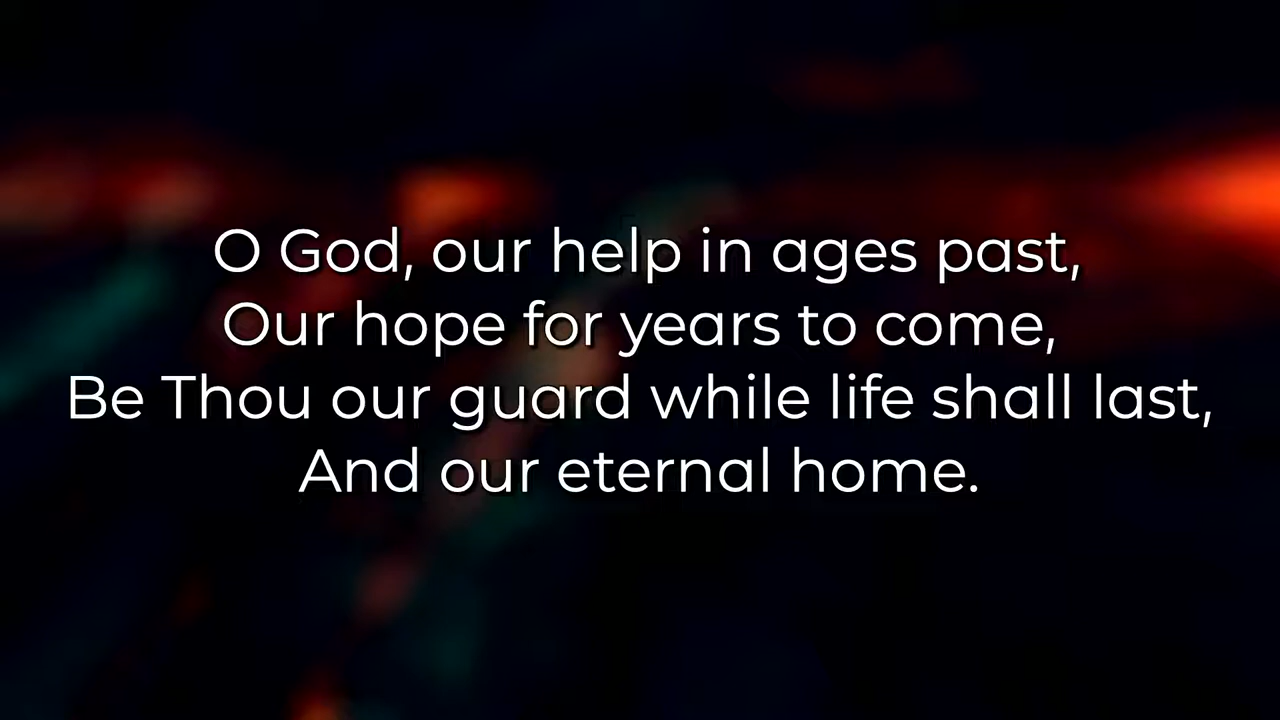 O God, our help in ages past,
Our hope for years to come,
Be Thou our guard while life shall last,
And our eternal home.